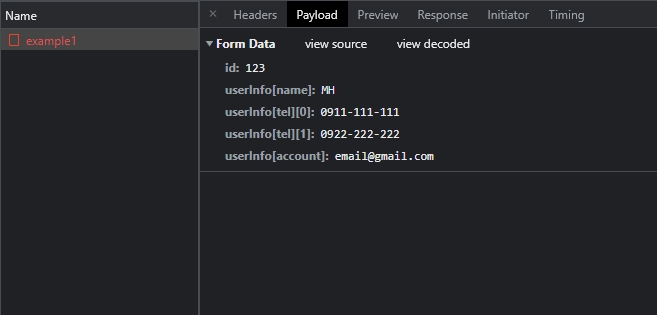 Name
× Headers Payload Preview Response Initiator Timing
example1
▼ Form Data view source view decoded
id: 123
userInfo[name]: MH
userInfo[tel][0]: 0911-111-111
userInfo[tel][1]: 0922-222-222
userInfo[account]: email@gmail.com